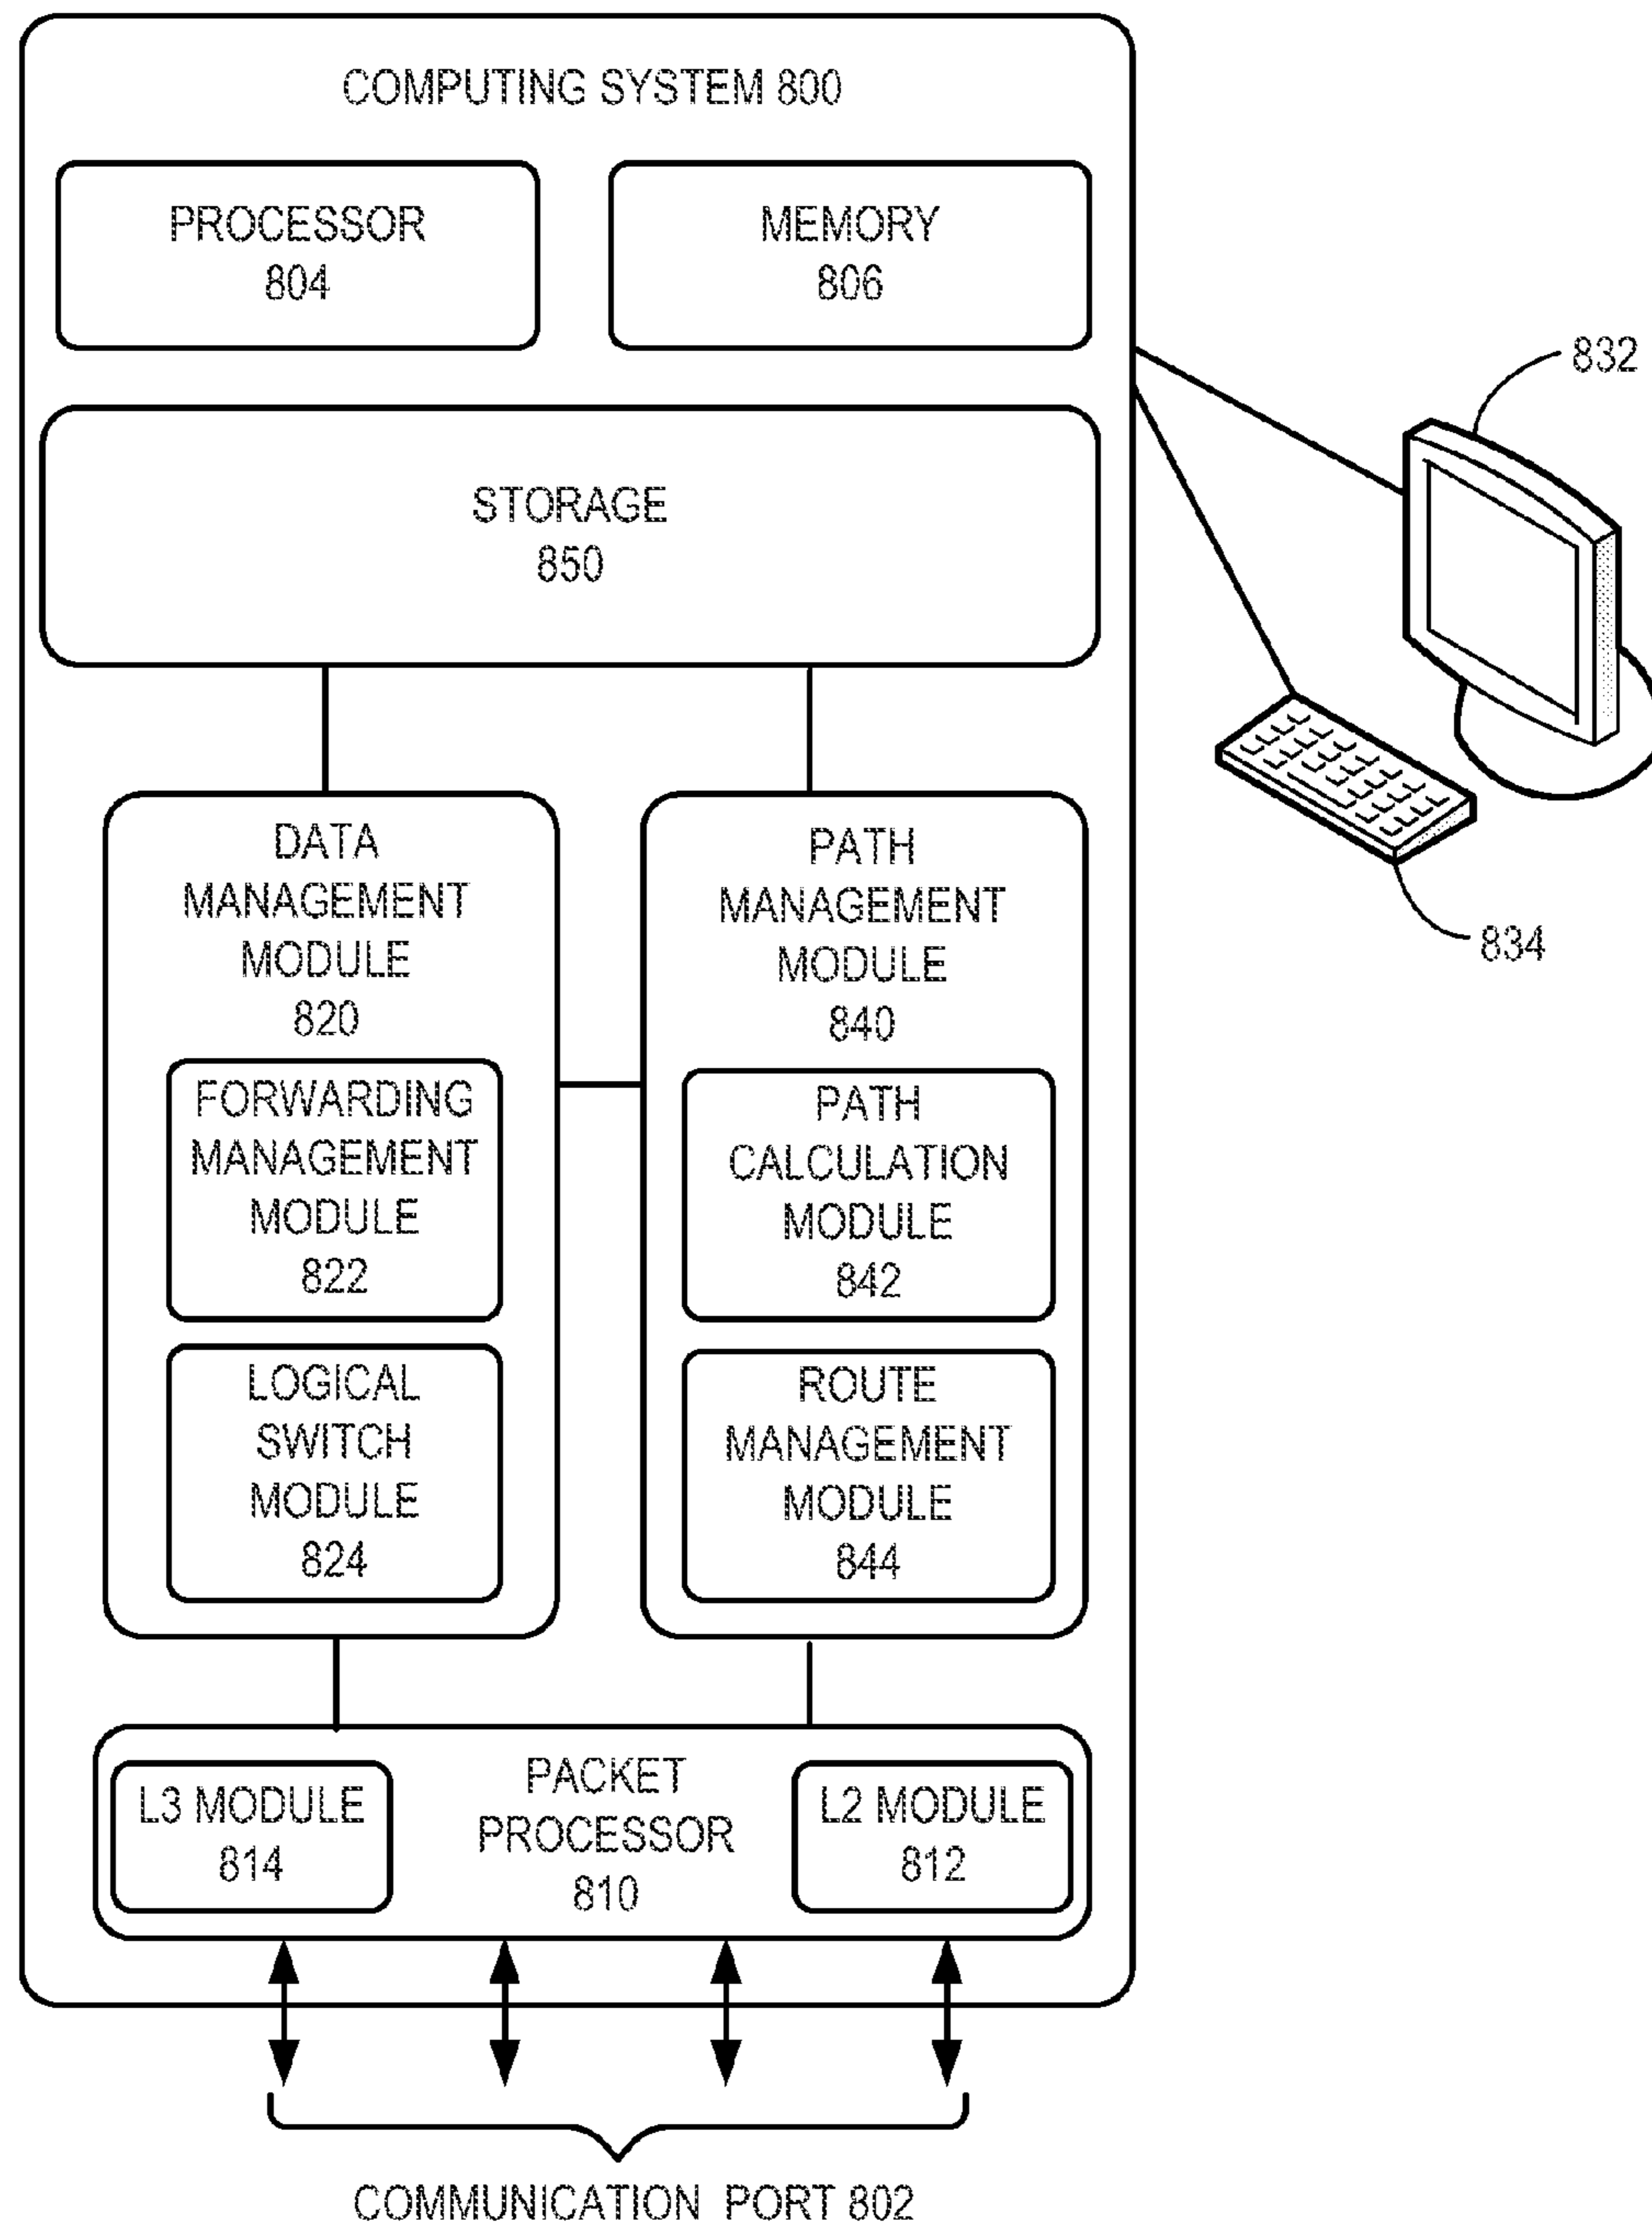 COMPUTING SYSTEM 800
PROCESSOR
804
MEMORY
806
832
STORAGE
850
834
DATA
MANAGEMENT
MODULE
820
FORWARDING
MANAGEMENT
MODULE
822
LOGICAL
SWITCH
MODULE
824
PATH
MANAGEMENT
MODULE
840
PATH
CALCULATION
MODULE
842
ROUTE
MANAGEMENT
MODULE
844
L3 MODULE
814
PACKET
PROCESSOR
810
L2 MODULE
812
COMMUNICATION PORT 802